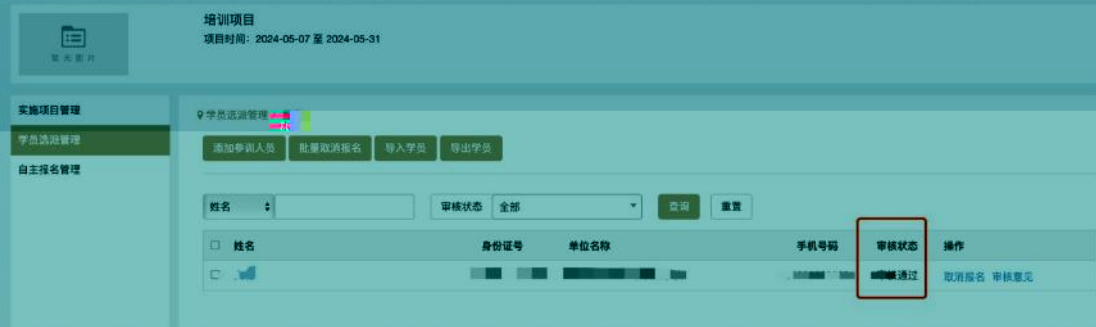 培训项目
项目时间：2024-05-07 至 2024-05-31
暂无图片
实施项目管理
学员选派管理
自主报名管理
学员选派管理
添加参训人员 批量取消报名 导入学员 导出学员
姓名 审核状态 全部 查询 重置
姓名 身份证号 单位名称 手机号码 审核状态 操作
通过 取消报名 审核意见